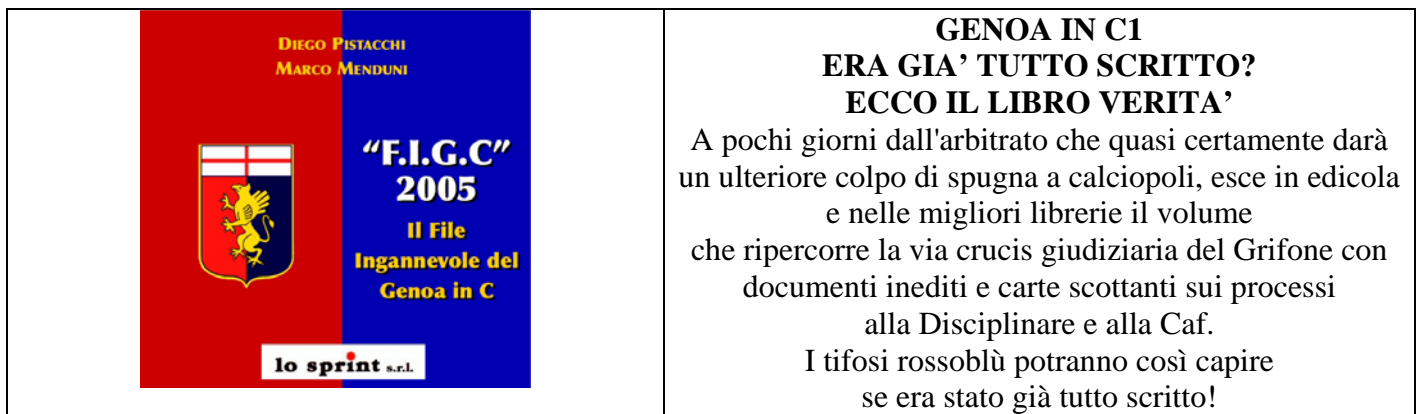 DIEGO PISTACCHI
MARCO MENDUNI
“F.I.G.C”
2005
Il File
Ingannevole del
Genoa in C
lo sprint s.r.l.
GENOA IN C1
ERA GIA’ TUTTO SCRITTO?
ECCO IL LIBRO VERITA’
A pochi giorni dall'arbitrato che quasi certamente darà
un ulteriore colpo di spugna a calciopoli, esce in edicola
e nelle migliori librerie il volume
che ripercorre la via crucis giudiziaria del Grifone con
documenti inediti e carte scottanti sui processi
alla Disciplinare e alla Caf.
I tifosi rossoblù potranno così capire
se era stato già tutto scritto!